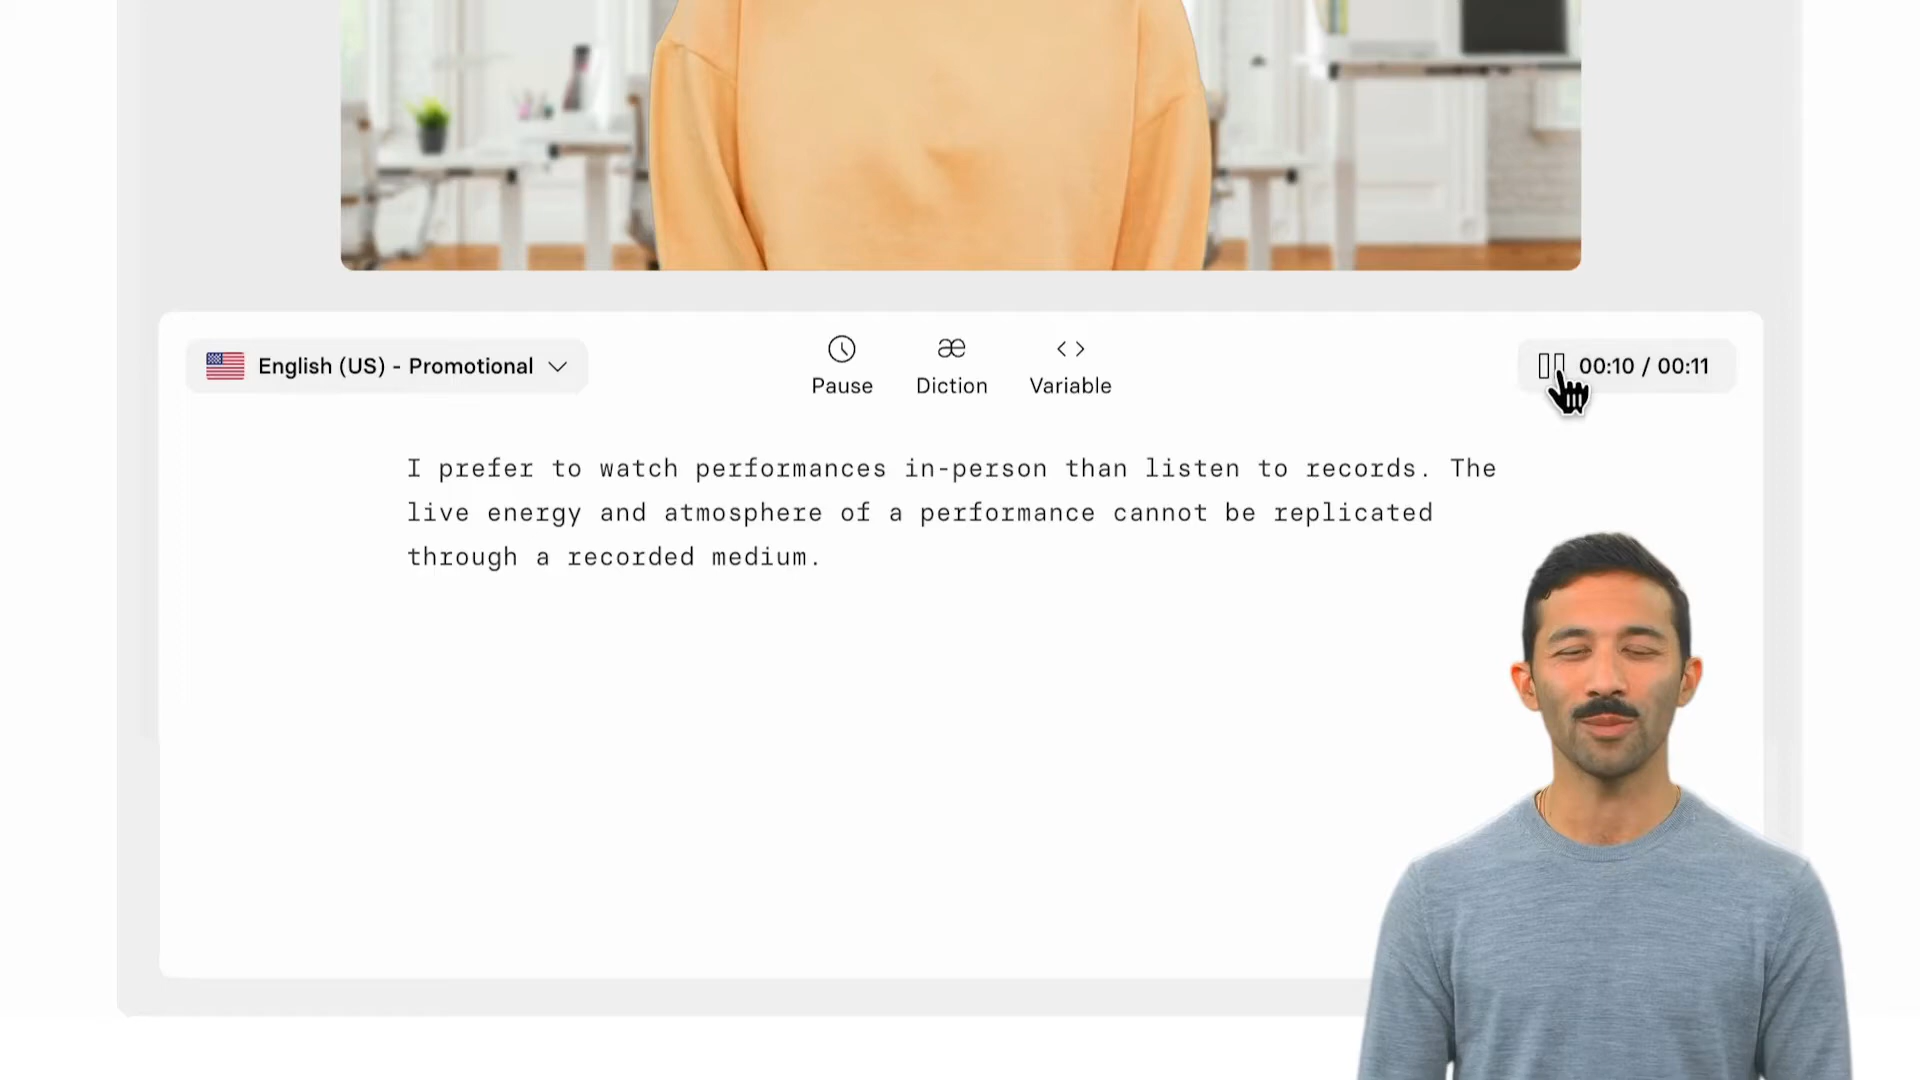 English (US) - Promotional
Pause
æ
Diction
Variable
00:10 / 00:11
I prefer to watch performances in-person than listen to records. The
live energy and atmosphere of a performance cannot be replicated
through a recorded medium.